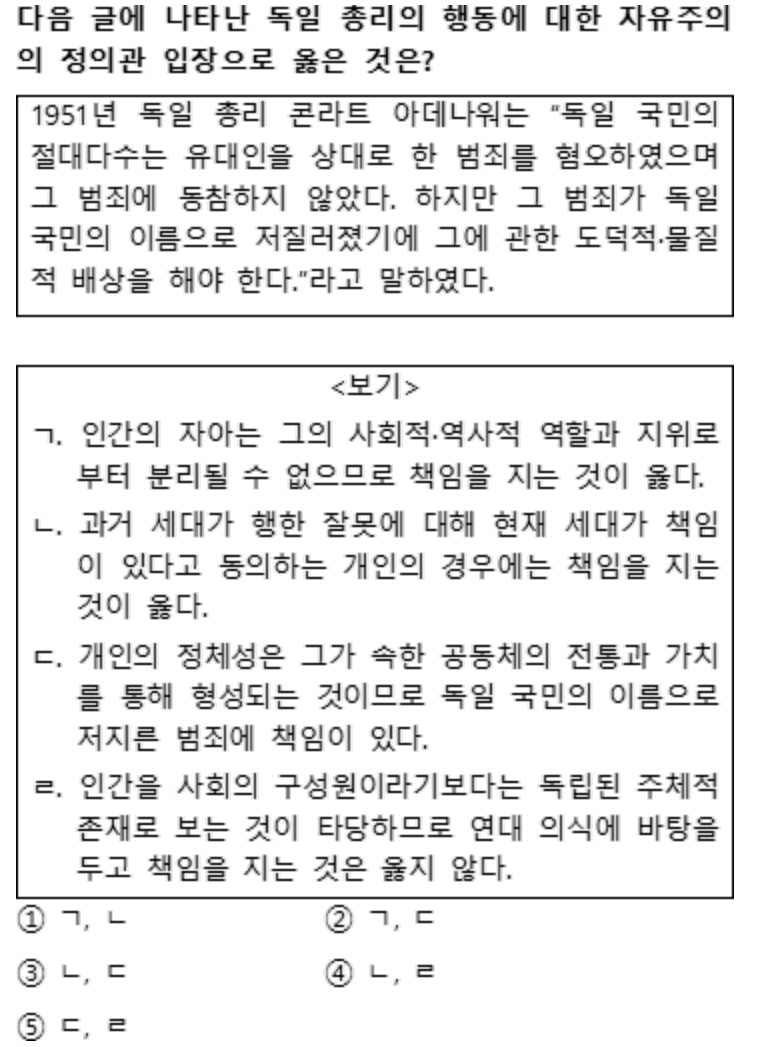 다음 글에 나타난 독일 총리의 행동에 대한 자유주의
의 정의관 입장으로 옳은 것은?
1951년 독일 총리 콘라트 아데나워는 "독일 국민의
절대다수는 유대인을 상대로 한 범죄를 혐오하였으며
그 범죄에 동참하지 않았다. 하지만 그 범죄가 독일
국민의 이름으로 저질러졌기에 그에 관한 도덕적·물질
적 배상을 해야 한다."라고 말하였다.
<보기>
ㄱ. 인간의 자아는 그의 사회적·역사적 역할과 지위로
부터 분리될 수 없으므로 책임을 지는 것이 옳다.
ㄴ. 과거 세대가 행한 잘못에 대해 현재 세대가 책임
이 있다고 동의하는 개인의 경우에는 책임을 지는
것이 옳다.
ㄷ. 개인의 정체성은 그가 속한 공동체의 전통과 가치
를 통해 형성되는 것이므로 독일 국민의 이름으로
저지른 범죄에 책임이 있다.
ㄹ. 인간을 사회의 구성원이라기보다는 독립된 주체적
존재로 보는 것이 타당하므로 연대 의식에 바탕을
두고 책임을 지는 것은 옳지 않다.
① ㄱ, ㄴ ② ㄱ, ㄷ
③ ㄴ, ㄷ ④ ㄴ, ㄹ
⑤ ㄷ, ㄹ